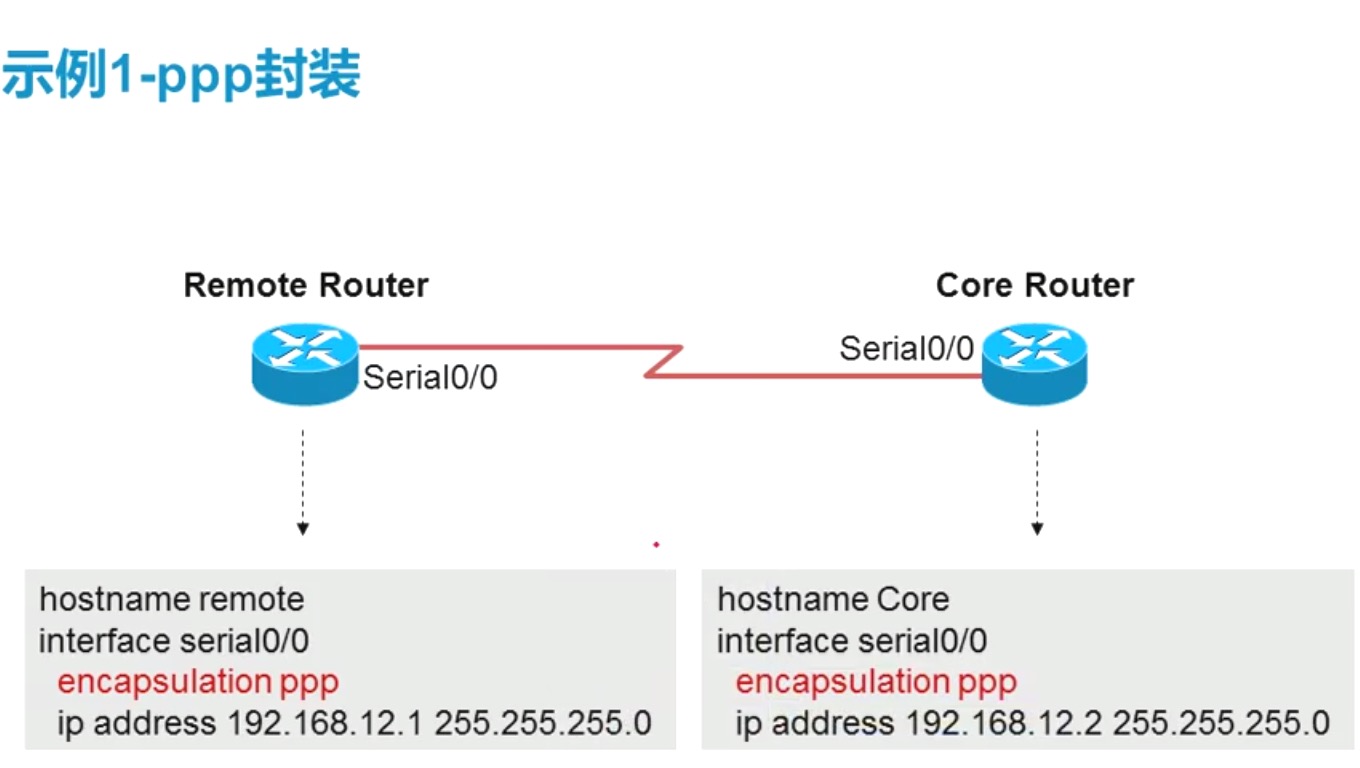 示例1-ppp封装
Remote Router
Core Router
Serial0/0
Serial0/0
hostname remote
interface serial0/0
encapsulation ppp
ip address 192.168.12.1 255.255.255.0
hostname Core
interface serial0/0
encapsulation ppp
ip address 192.168.12.2 255.255.255.0